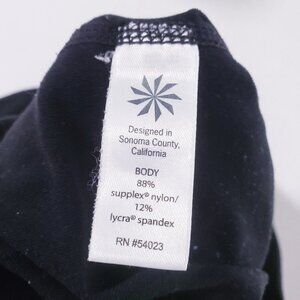 Designed in
Sonoma County,
California
BODY
88%
supplex® nylon/
12%
lycra® spandex
RN #54023